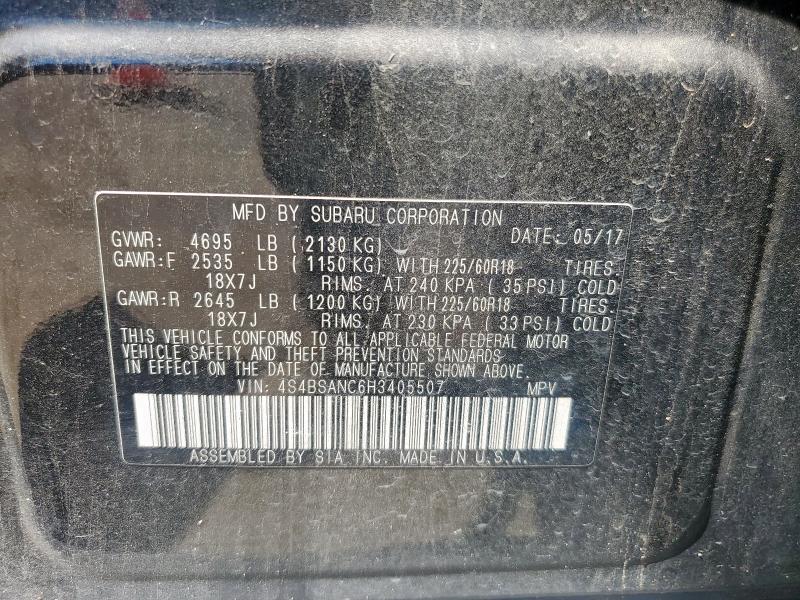 MFD BY SUBARU CORPORATION
GVWR: 4695 LB ( 2130 KG) DATE: 05/17
GAWR:F 2535 LB ( 1150 KG) WITH 225/60R18 TIRES.
18X7J RIMS, AT 240 KPA ( 35 PSI) COLD
GAWR:R 2645 LB ( 1200 KG) WITH 225/60R18 TIRES.
18X7J RIMS, AT 230 KPA ( 33 PSI) COLD
THIS VEHICLE CONFORMS TO ALL APPLICABLE FEDERAL MOTOR
VEHICLE SAFETY AND THEFT PREVENTION STANDARDS
IN EFFECT ON THE DATE OF MANUFACTURE SHOWN ABOVE.
VIN: 4S4BSANC6H3405507 MPV
ASSEMBLED BY SIA INC. MADE IN U.S.A.